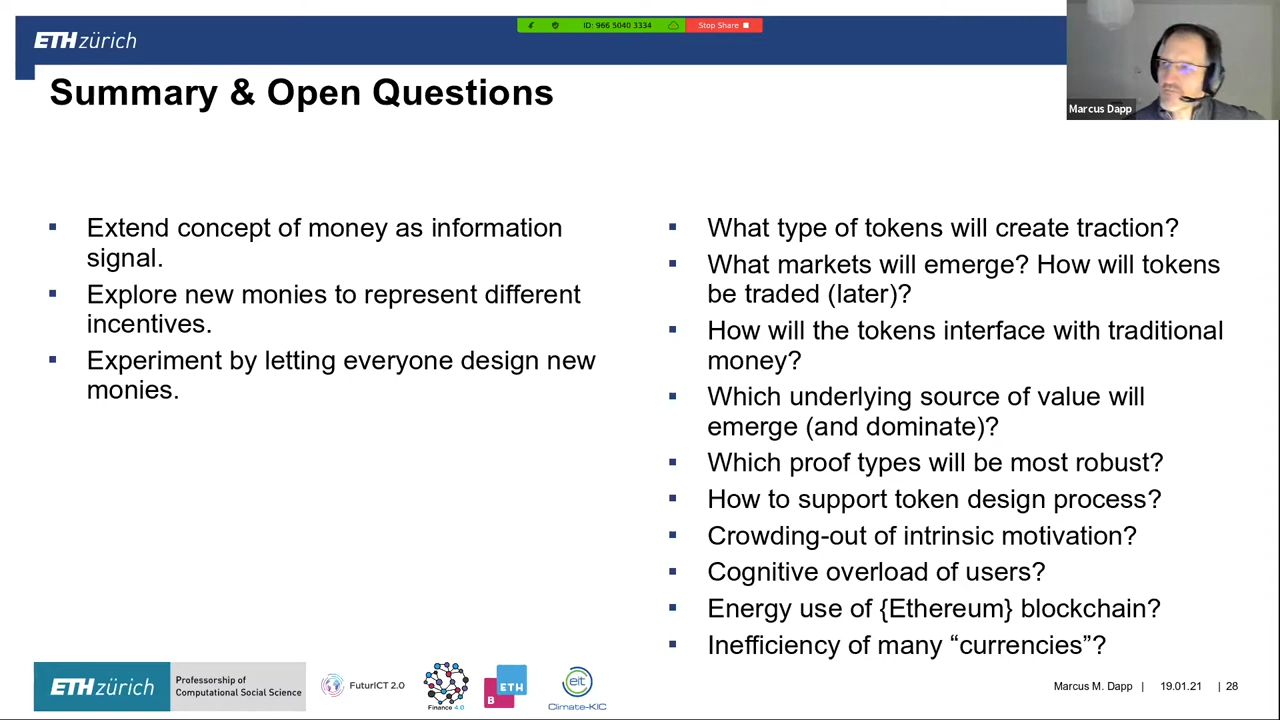 ID: 966 5040 3334
Stop Share
ETH zürich
Marcus Dapp
Summary & Open Questions
▪ Extend concept of money as information
signal.
▪ Explore new monies to represent different
incentives.
▪ Experiment by letting everyone design new
monies.
▪ What type of tokens will create traction?
▪ What markets will emerge? How will tokens
be traded (later)?
▪ How will the tokens interface with traditional
money?
▪ Which underlying source of value will
emerge (and dominate)?
▪ Which proof types will be most robust?
▪ How to support token design process?
▪ Crowding-out of intrinsic motivation?
▪ Cognitive overload of users?
▪ Energy use of {Ethereum} blockchain?
▪ Inefficiency of many “currencies”?
ETH zürich
Professorship of
Computational Social Science
FuturICT 2.0
Finance 4.0
B ETH
eit
Climate-KIC
Marcus M. Dapp | 19.01.21 | 28